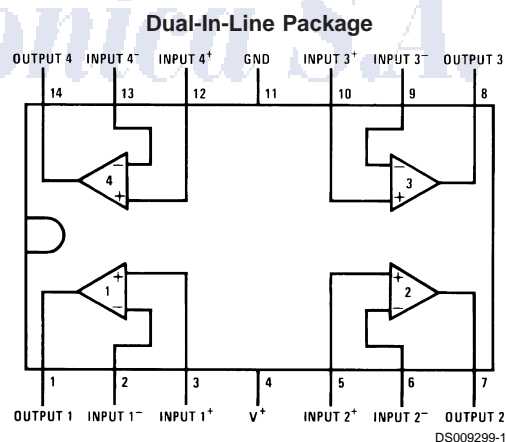 Dual-In-Line Package
OUTPUT 4 INPUT 4⁻ INPUT 4⁺ GND INPUT 3⁺ INPUT 3⁻ OUTPUT 3
14 13 12 11 10 9 8
− + 4
− + 3
+ − 1
+ − 2
1 2 3 4 5 6 7
OUTPUT 1 INPUT 1⁻ INPUT 1⁺ V⁺ INPUT 2⁺ INPUT 2⁻ OUTPUT 2
DS009299-1